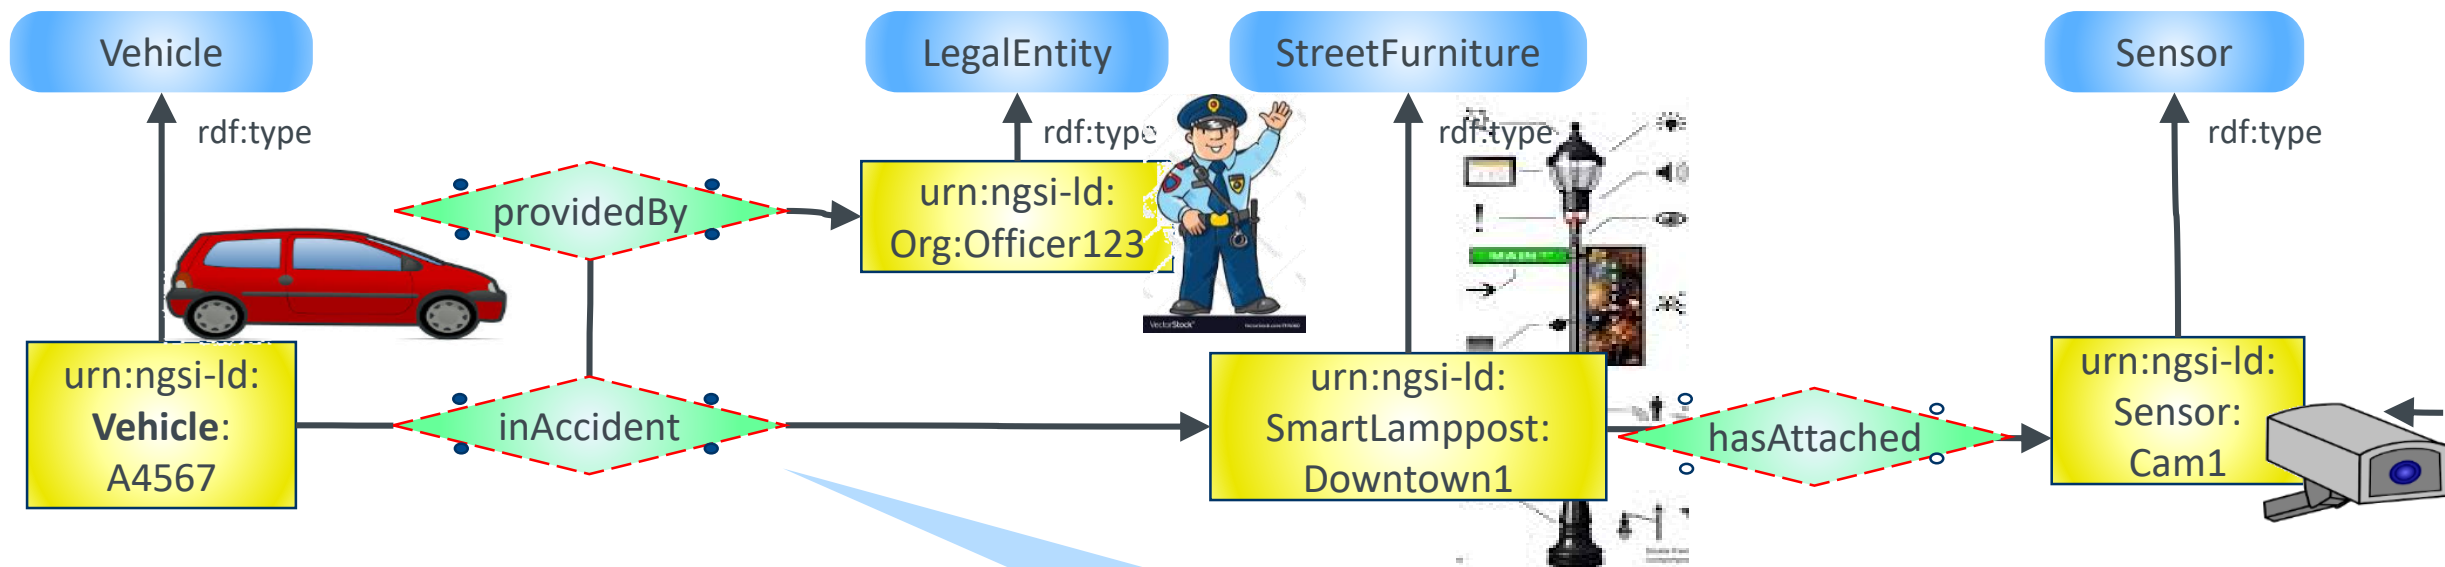 Vehicle
LegalEntity
StreetFurniture
Sensor
rdf:type
rdf:type
rdf:type
rdf:type
providedBy
urn:ngsi-ld:
Org:Officer123
VectorStock
urn:ngsi-ld:
Vehicle:
A4567
inAccident
urn:ngsi-ld:
SmartLamppost:
Downtown1
hasAttached
urn:ngsi-ld:
Sensor:
Cam1